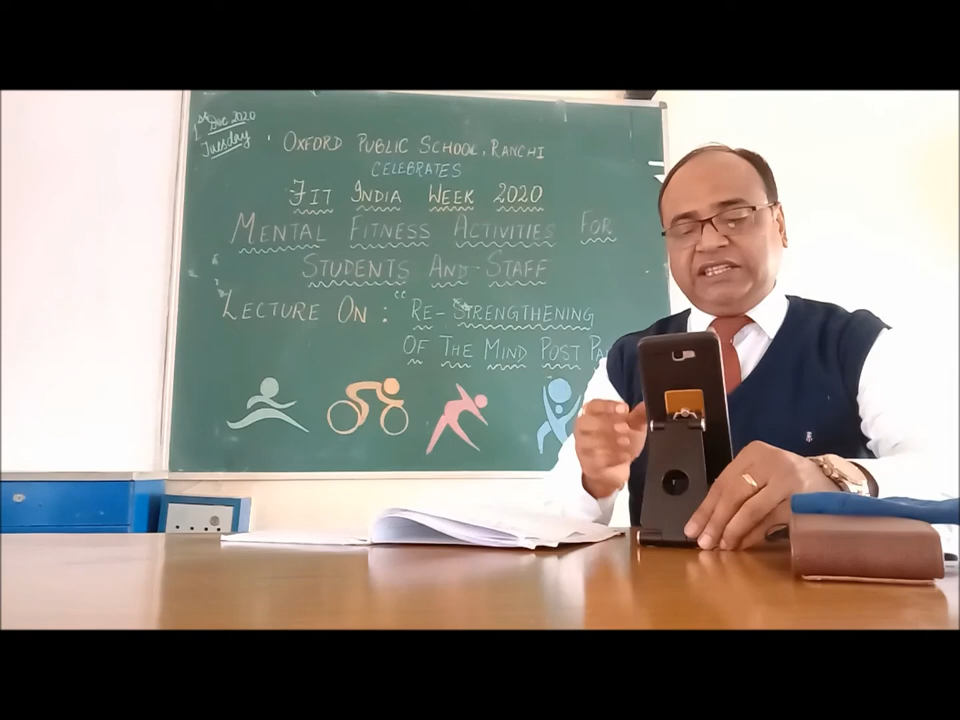 1st Dec 2020
Tuesday
OXFORD PUBLIC SCHOOL, RANCHI
CELEBRATES
FIT INDIA WEEK 2020
MENTAL FITNESS ACTIVITIES FOR
STUDENTS AND STAFF
LECTURE ON : "RE-STRENGTHENING
OF THE MIND POST